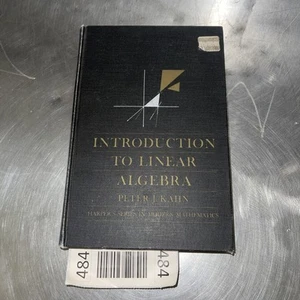 INTRODUCTION
TO LINEAR
ALGEBRA
PETER J KAHN
HARPER'S SERIES IN MODERN MATHEMATICS
484
484